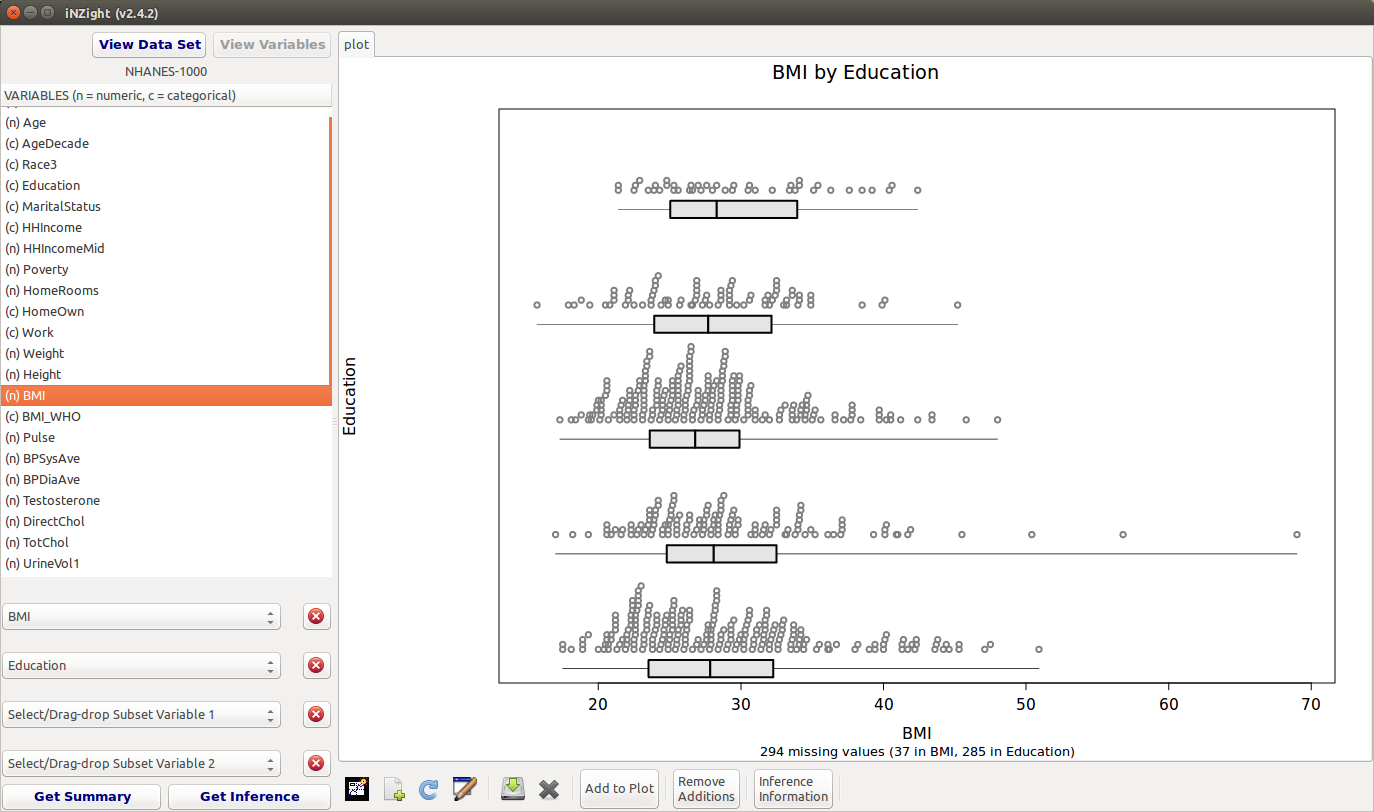 iNZight (v2.4.2)
View Data Set
View Variables
NHANES-1000
VARIABLES (n = numeric, c = categorical)
(n) Age
(c) AgeDecade
(c) Race3
(c) Education
(c) MaritalStatus
(c) HHIncome
(n) HHIncomeMid
(n) Poverty
(n) HomeRooms
(c) HomeOwn
(c) Work
(n) Weight
(n) Height
(n) BMI
(c) BMI_WHO
(n) Pulse
(n) BPSysAve
(n) BPDiaAve
(n) Testosterone
(n) DirectChol
(n) TotChol
(n) UrineVol1
BMI
Education
Select/Drag-drop Subset Variable 1
Select/Drag-drop Subset Variable 2
Get Summary
Get Inference
plot
BMI by Education
Education
20 30 40 50 60 70
BMI
294 missing values (37 in BMI, 285 in Education)
Add to Plot
Remove
Additions
Inference
Information